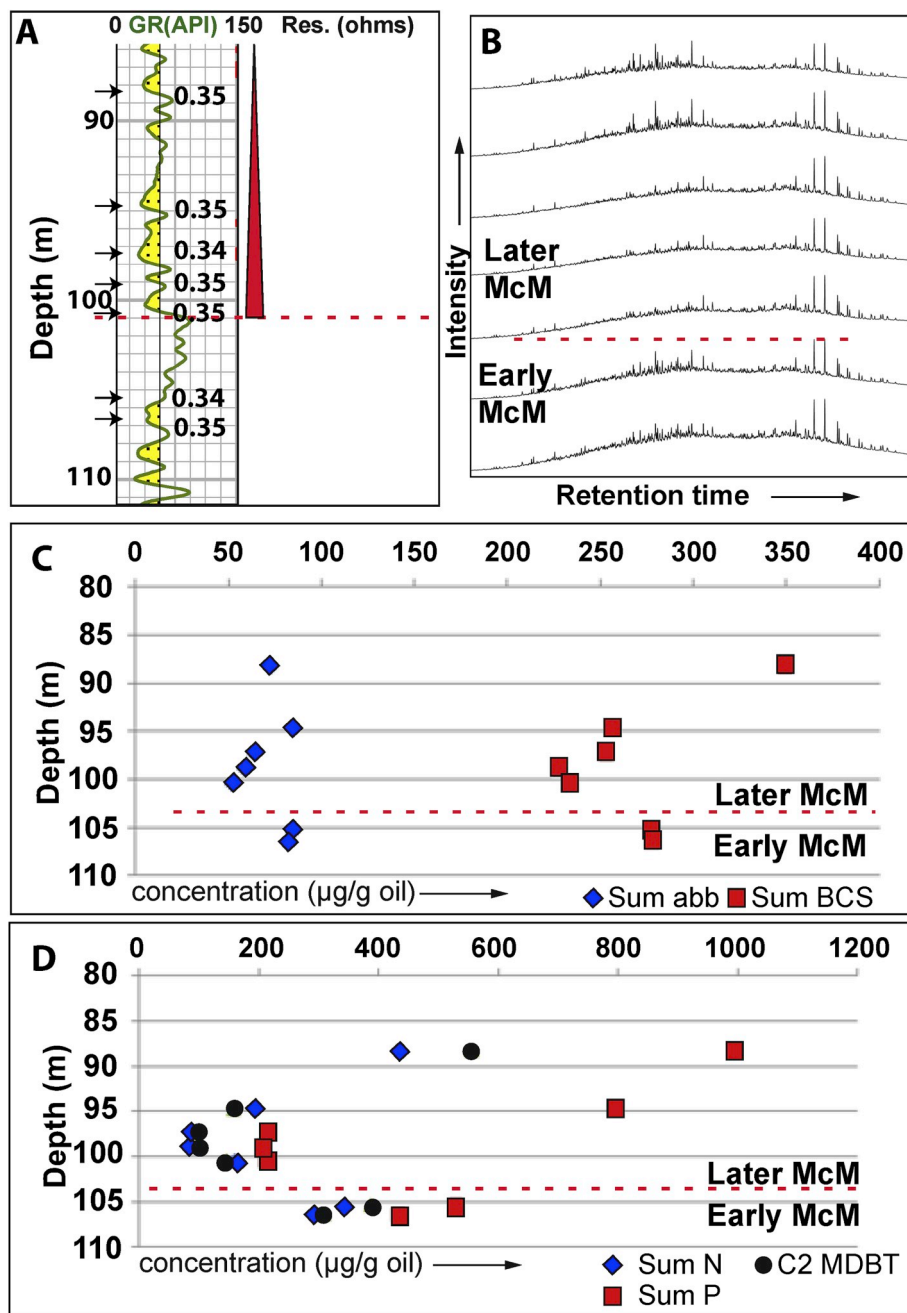 A
0 GR(API) 150 Res. (ohms)
Depth (m)
0.35
90
0.35
0.34
0.35
100
0.35
0.34
0.35
110
B
Intensity
Later
McM
Early
McM
Retention time
C
0 50 100 150 200 250 300 350 400
Depth (m)
80
85
90
95
100
105
110
Later McM
Early McM
concentration (µg/g oil)
Sum abb Sum BCS
D
0 200 400 600 800 1000 1200
Depth (m)
80
85
90
95
100
105
110
Later McM
Early McM
concentration (µg/g oil)
Sum N C2 MDBT
Sum P